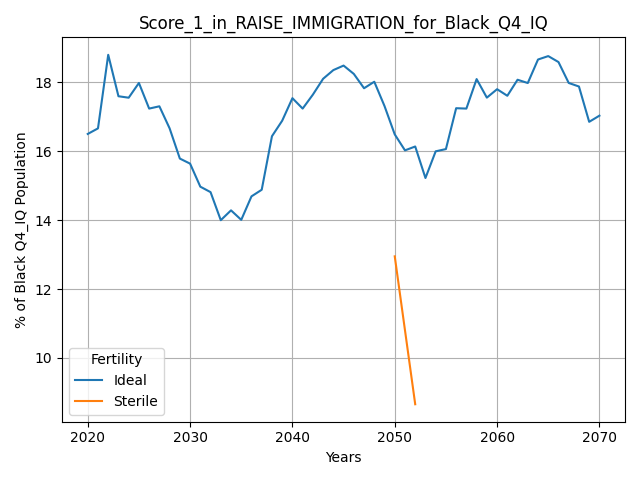 Score_1_in_RAISE_IMMIGRATION_for_Black_Q4_IQ
% of Black Q4_IQ Population
18
16
14
12
10
Fertility
Ideal
Sterile
2020 2030 2040 2050 2060 2070
Years